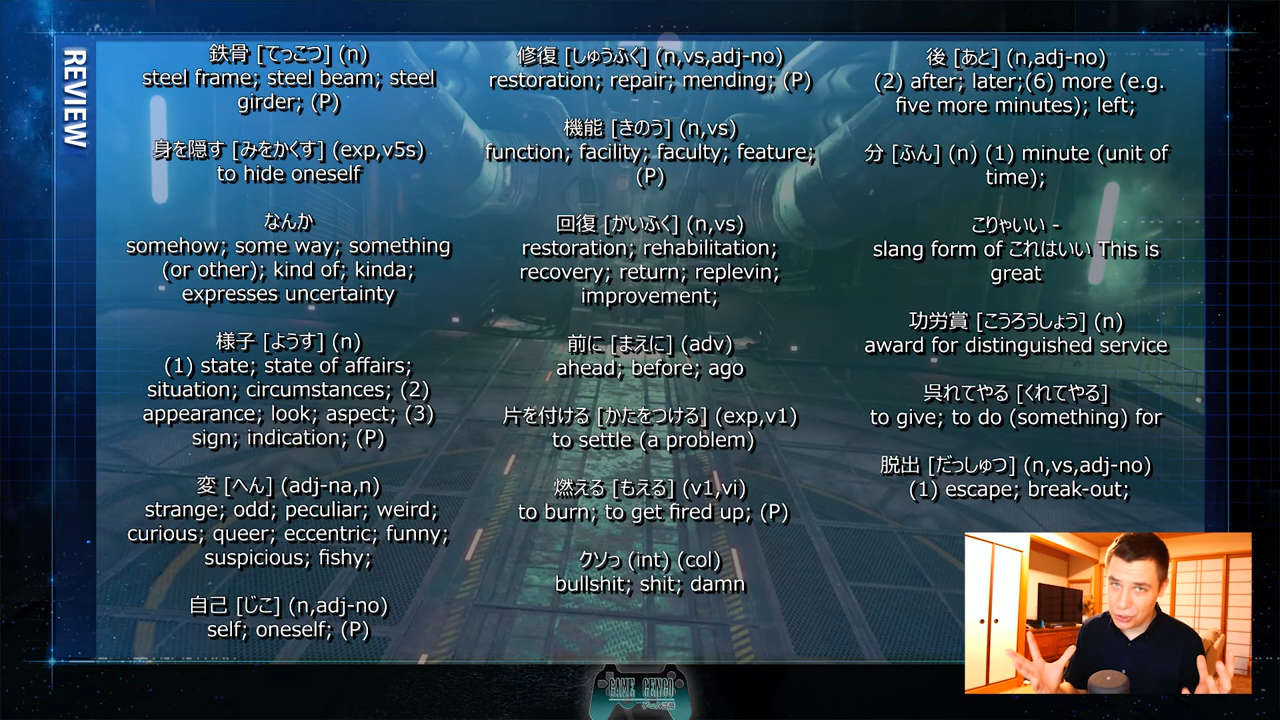 REVIEW
鉄骨 [てっこつ] (n)
steel frame; steel beam; steel
girder; (P)
身を隠す [みをかくす] (exp,v5s)
to hide oneself
なんか
somehow; some way; something
(or other); kind of; kinda;
expresses uncertainty
様子 [ようす] (n)
(1) state; state of affairs;
situation; circumstances; (2)
appearance; look; aspect; (3)
sign; indication; (P)
変 [へん] (adj-na,n)
strange; odd; peculiar; weird;
curious; queer; eccentric; funny;
suspicious; fishy;
自己 [じこ] (n,adj-no)
self; oneself; (P)
修復 [しゅうふく] (n,vs,adj-no)
restoration; repair; mending; (P)
機能 [きのう] (n,vs)
function; facility; faculty; feature;
(P)
回復 [かいふく] (n,vs)
restoration; rehabilitation;
recovery; return; replevin;
improvement;
前に [まえに] (adv)
ahead; before; ago
片を付ける [かたをつける] (exp,v1)
to settle (a problem)
燃える [もえる] (v1,vi)
to burn; to get fired up; (P)
クソっ (int) (col)
bullshit; shit; damn
後 [あと] (n,adj-no)
(2) after; later;(6) more (e.g.
five more minutes); left;
分 [ふん] (n) (1) minute (unit of
time);
こりゃいい -
slang form of これはいい This is
great
功労賞 [こうろうしょう] (n)
award for distinguished service
呉れてやる [くれてやる]
to give; to do (something) for
脱出 [だっしゅつ] (n,vs,adj-no)
(1) escape; break-out;
GAME GENGO